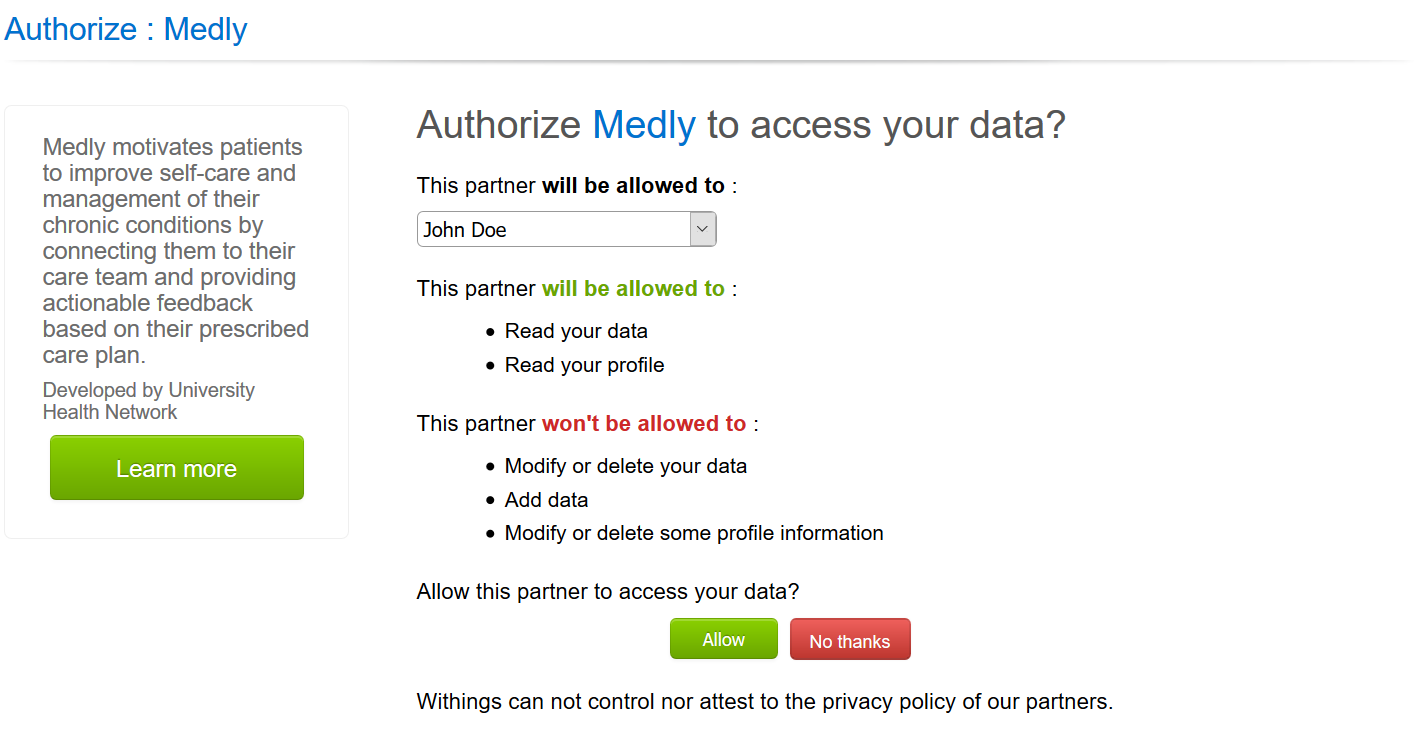 Authorize : Medly
Medly motivates patients
to improve self-care and
management of their
chronic conditions by
connecting them to their
care team and providing
actionable feedback
based on their prescribed
care plan.
Developed by University
Health Network
Learn more
Authorize Medly to access your data?
This partner will be allowed to :
John Doe
This partner will be allowed to :
• Read your data
• Read your profile
This partner won't be allowed to :
• Modify or delete your data
• Add data
• Modify or delete some profile information
Allow this partner to access your data?
Allow
No thanks
Withings can not control nor attest to the privacy policy of our partners.